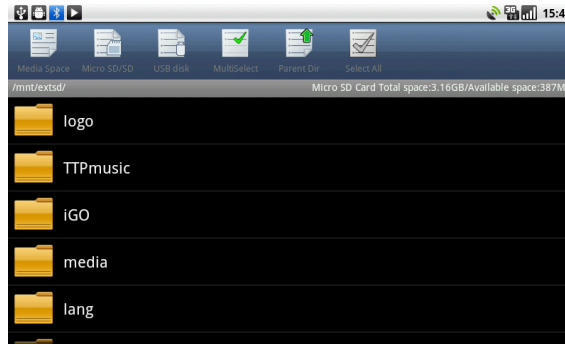 3G 15:4
Media Space Micro SD/SD USB disk MultiSelect Parent Dir Select All
/mnt/extsd/ Micro SD Card Total space:3.16GB/Available space:387M
logo
TTPmusic
iGO
media
lang